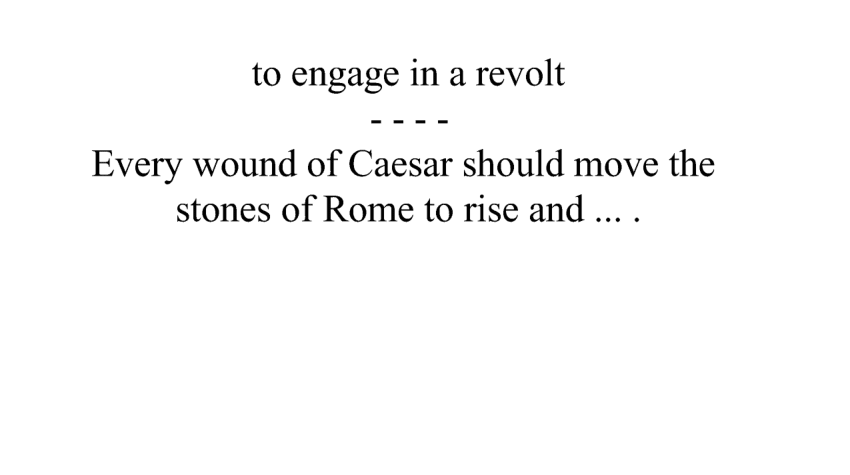 to engage in a revolt
- - - -
Every wound of Caesar should move the
stones of Rome to rise and ... .